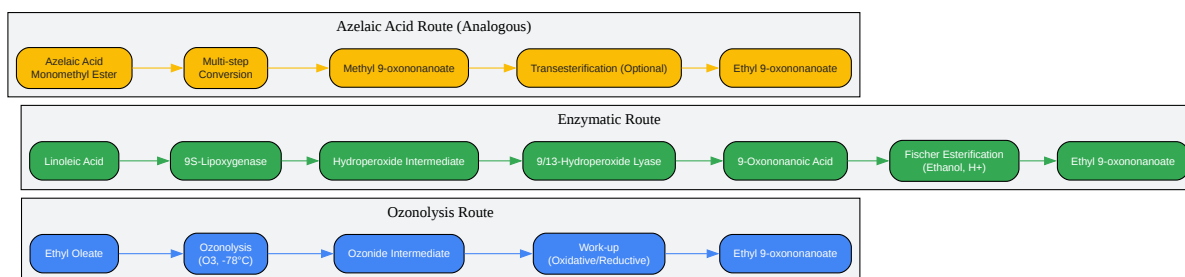 Azelaic Acid Route (Analogous)
Azelaic Acid
Monomethyl Ester
Multi-step
Conversion
Methyl 9-oxononanoate
Transesterification (Optional)
Ethyl 9-oxononanoate
Enzymatic Route
Linoleic Acid
9S-Lipoxygenase
Hydroperoxide Intermediate
9/13-Hydroperoxide Lyase
9-Oxononanoic Acid
Fischer Esterification
(Ethanol, H+)
Ethyl 9-oxononanoate
Ozonolysis Route
Ethyl Oleate
Ozonolysis
(O3, -78°C)
Ozonide Intermediate
Work-up
(Oxidative/Reductive)
Ethyl 9-oxononanoate